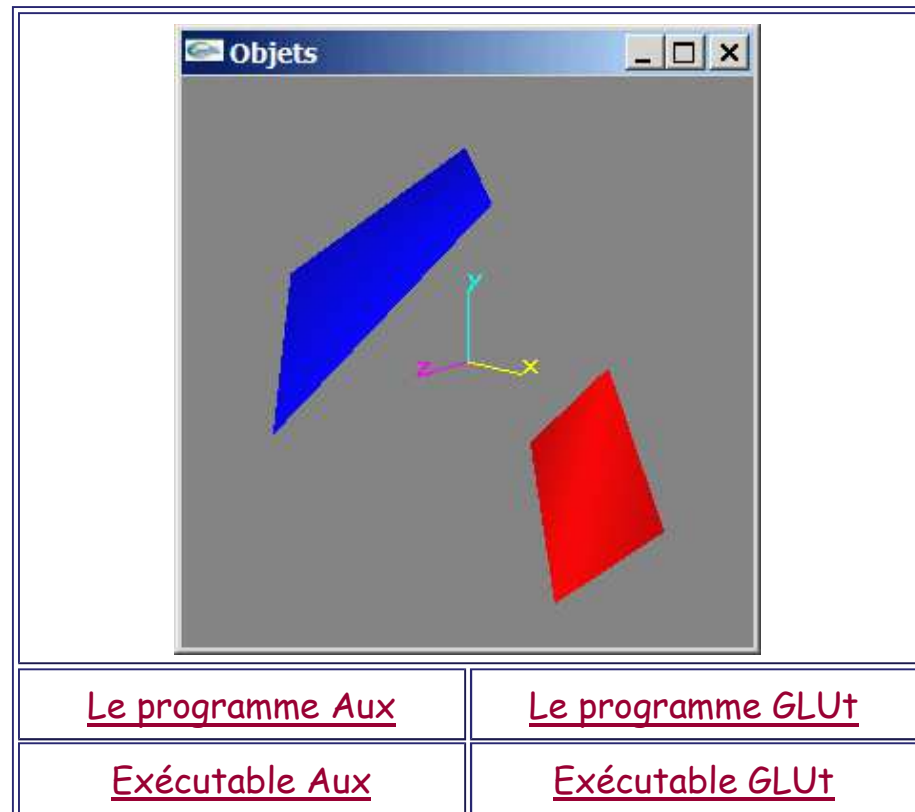 Objets
y
z x
Le programme Aux
Le programme GLUt
Exécutable Aux
Exécutable GLUt